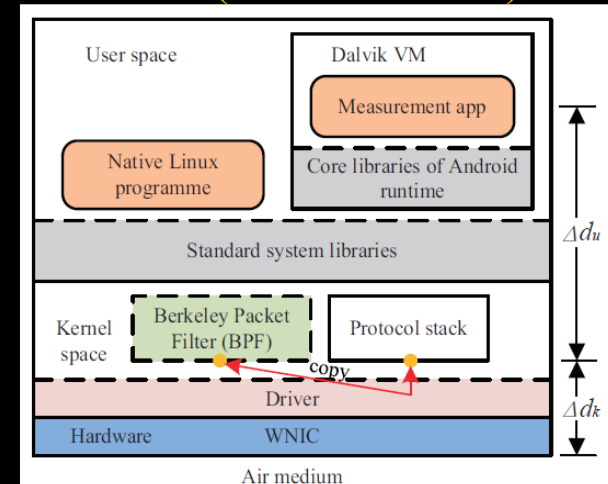 User space
Dalvik VM
Measurement app
Native Linux
programme
Core libraries of Android
runtime
Standard system libraries
Δdu
Kernel
space
Berkeley Packet
Filter (BPF)
Protocol stack
copy
Driver
Δdk
Hardware
WNIC
Air medium